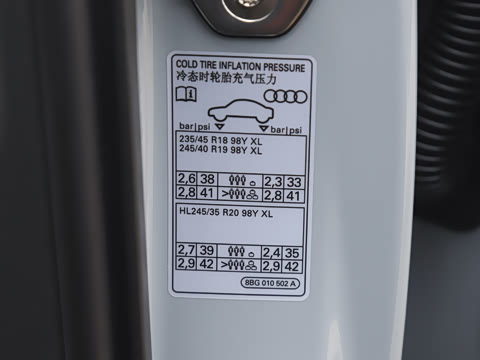 COLD TIRE INFLATION PRESSURE
冷态时轮胎充气压力
bar|psi bar|psi
235/45 R18 98Y XL
245/40 R19 98Y XL
2,6 38 2,3 33
2,8 41 > 2,8 41
HL245/35 R20 98Y XL
2,7 39 2,4 35
2,9 42 > 2,9 42
8BG 010 502 A